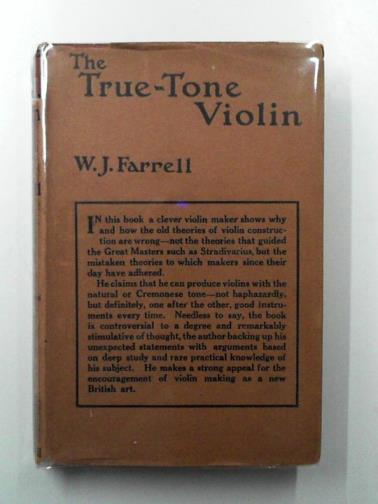 The
True-Tone
Violin
W. J. Farrell
IN this book a clever violin maker shows why
and how the old theories of violin construc-
tion are wrong—not the theories that guided
the Great Masters such as Stradivarius, but the
mistaken theories to which makers since their
day have adhered.
He claims that he can produce violins with the
natural or Cremonese tone—not haphazardly,
but definitely, one after the other, good instru-
ments every time. Needless to say, the book
is controversial to a degree and remarkably
stimulative of thought, the author backing up his
unexpected statements with arguments based
on deep study and rare practical knowledge of
his subject. He makes a strong appeal for the
encouragement of violin making as a new
British art.